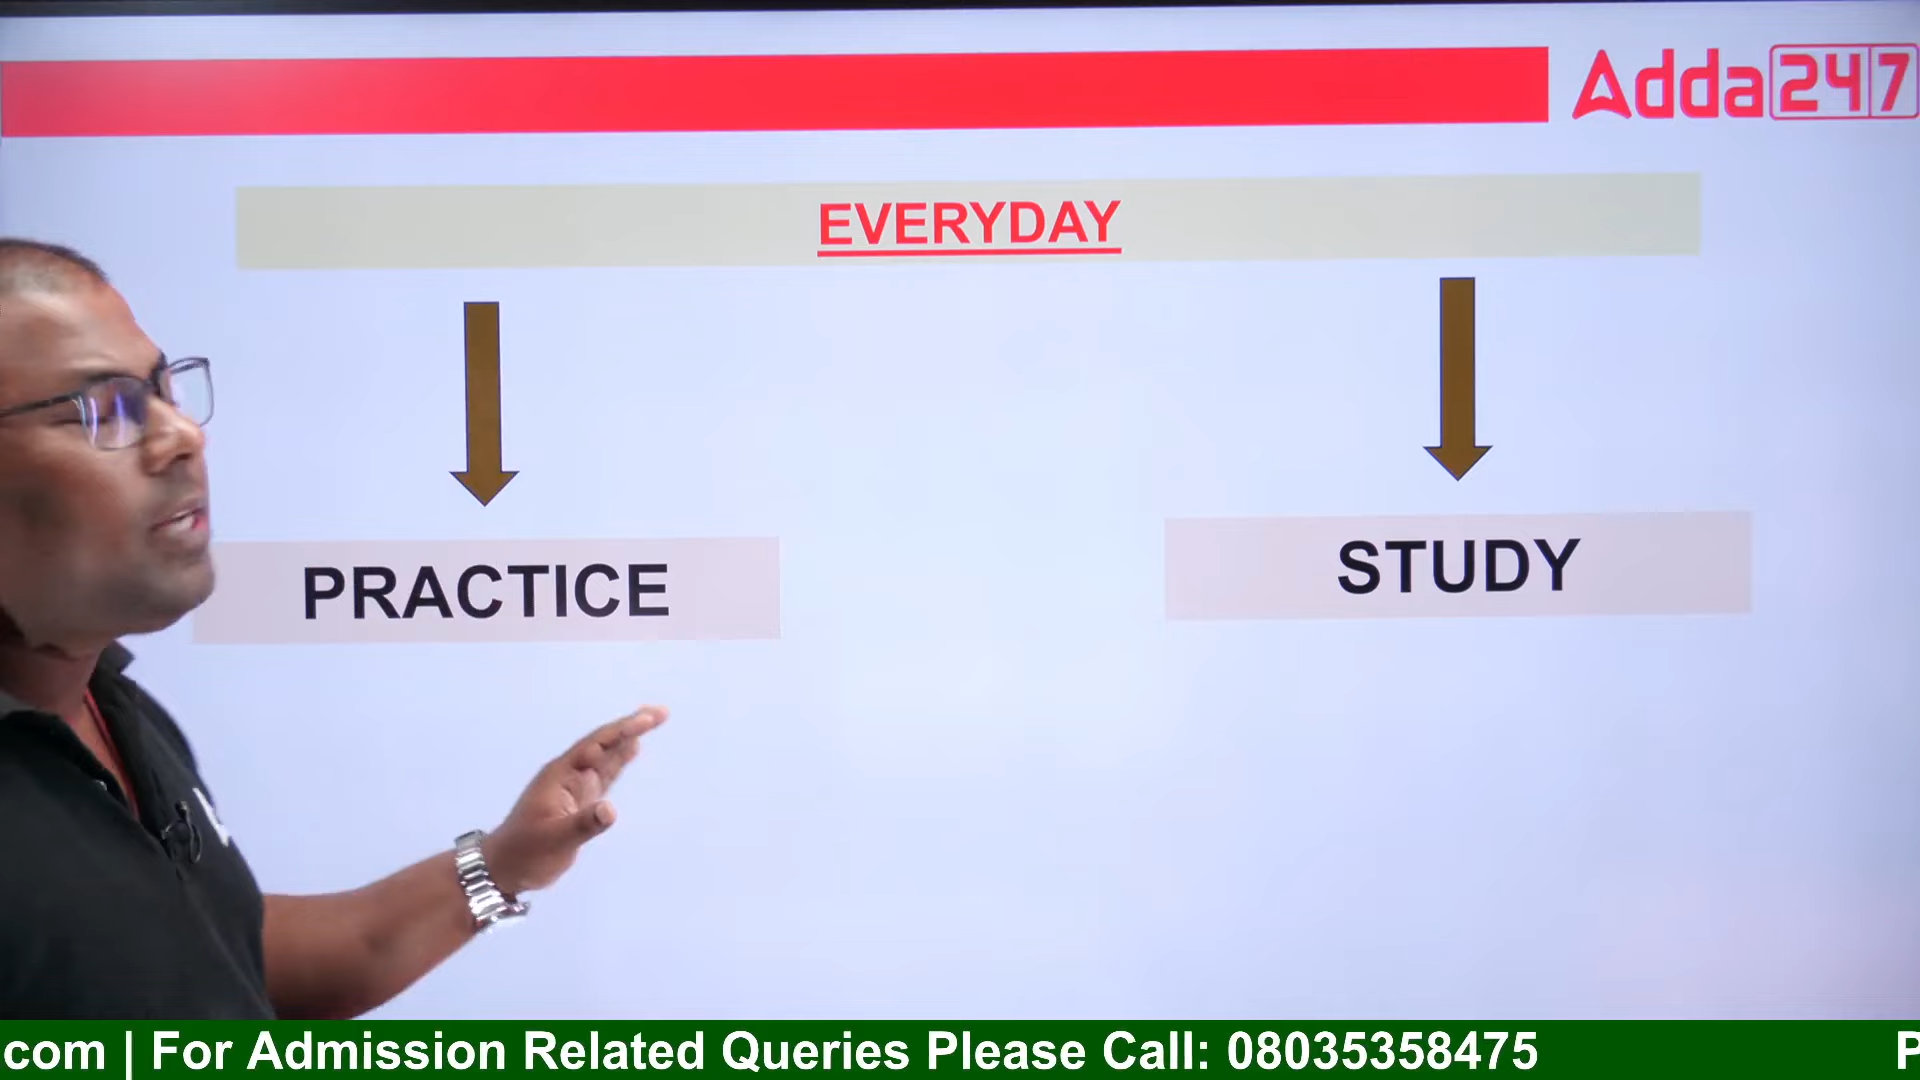 Adda247
EVERYDAY
PRACTICE
STUDY
com | For Admission Related Queries Please Call: 08035358475
P